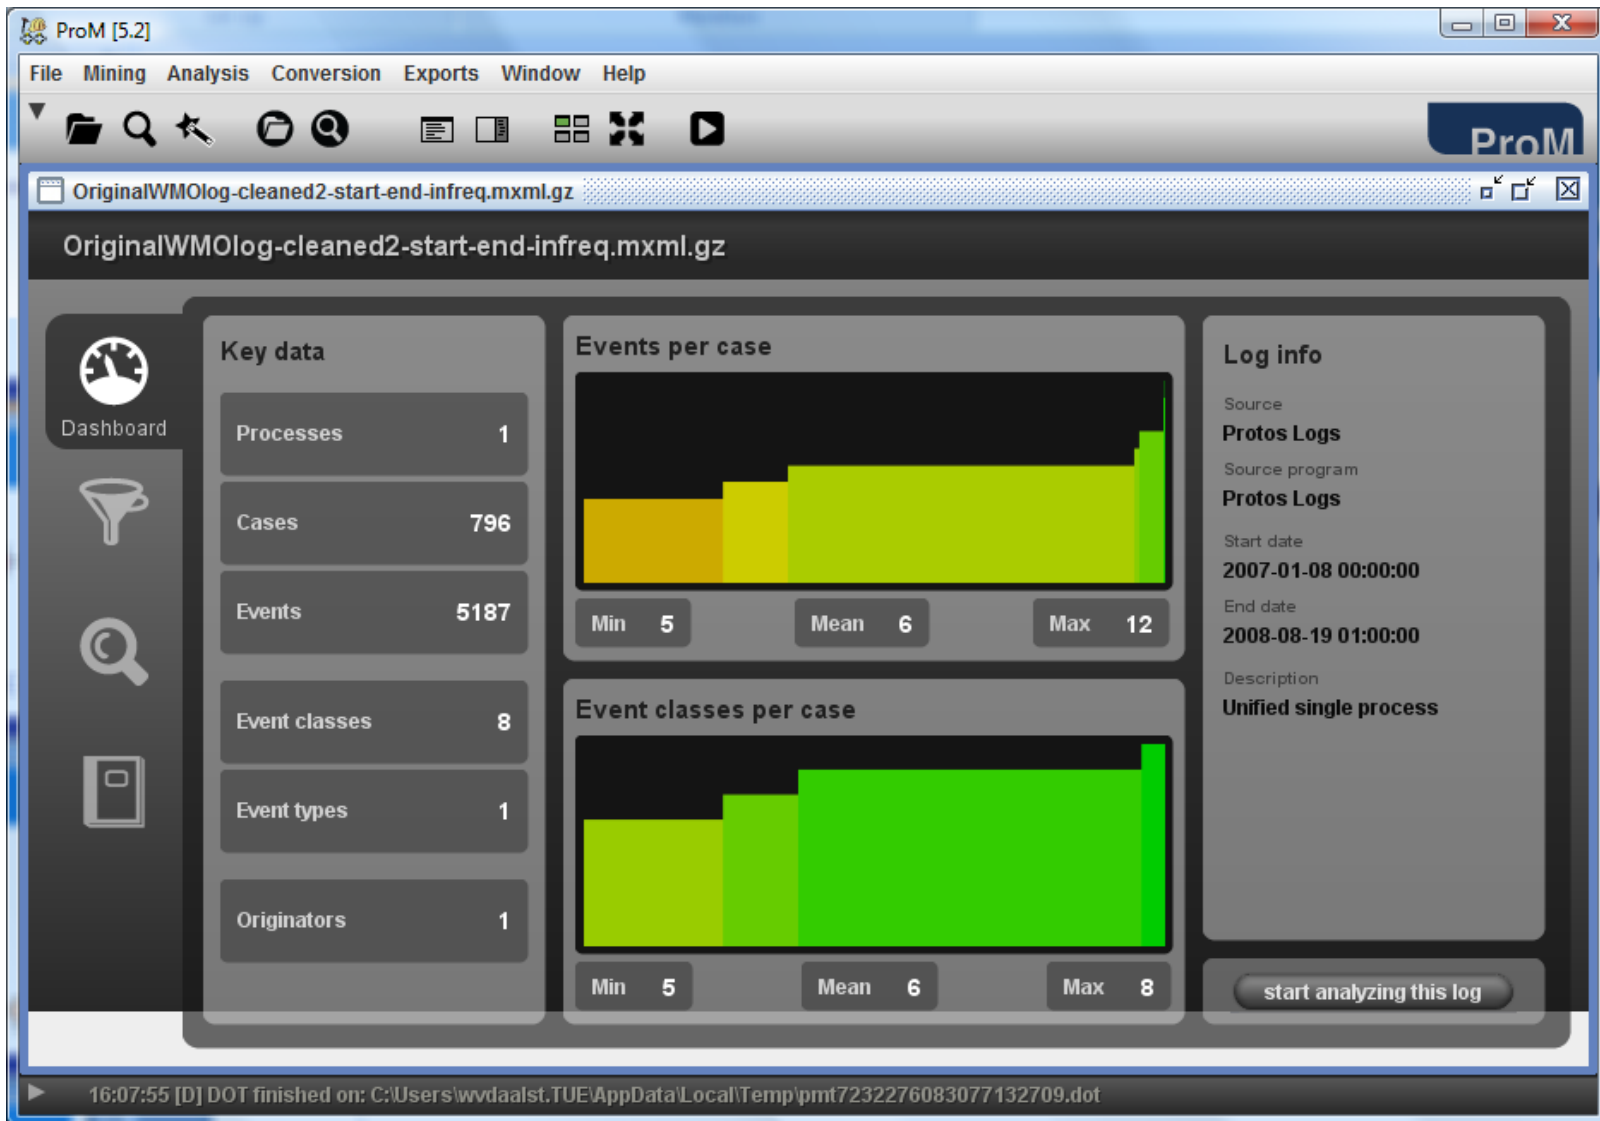 ProM [5.2]
File Mining Analysis Conversion Exports Window Help
ProM
OriginalWMOlog-cleaned2-start-end-infreq.mxml.gz
OriginalWMOlog-cleaned2-start-end-infreq.mxml.gz
Dashboard
Key data
Processes 1
Cases 796
Events 5187
Event classes 8
Event types 1
Originators 1
Events per case
Min 5 Mean 6 Max 12
Event classes per case
Min 5 Mean 6 Max 8
Log info
Source
Protos Logs
Source program
Protos Logs
Start date
2007-01-08 00:00:00
End date
2008-08-19 01:00:00
Description
Unified single process
start analyzing this log
16:07:55 [D] DOT finished on: C:\Users\wvdaalst.TUE\AppData\Local\Temp\pmt7232276083077132709.dot